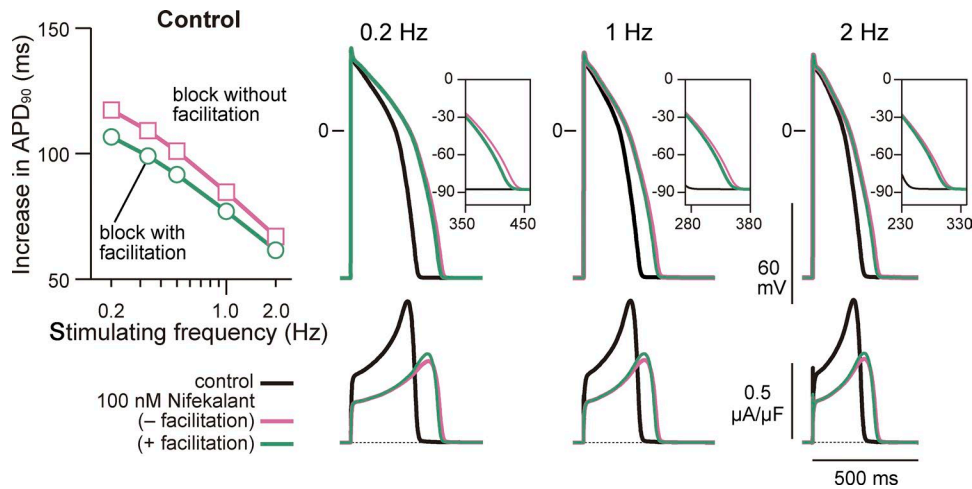 Control
150
100
50
Increase in APD90 (ms)
block without
facilitation
block with
facilitation
0.2
1.0
2.0
Stimulating frequency (Hz)
control
100 nM Nifekalant
(– facilitation)
(+ facilitation)
0.2 Hz
0
0
-30
-60
-90
350
450
1 Hz
0
0
-30
-60
-90
280
380
2 Hz
0
0
-30
-60
-90
230
330
60
mV
0.5
µA/µF
500 ms